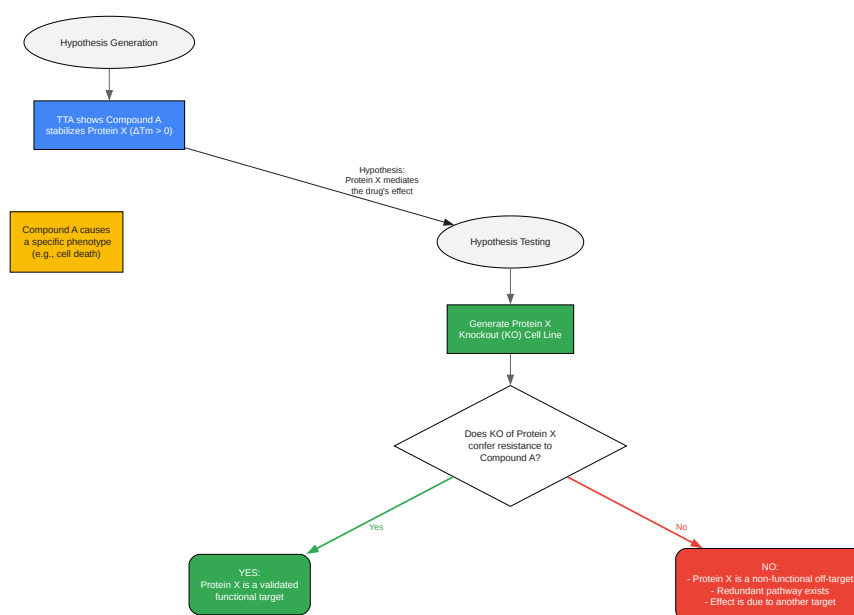 Hypothesis Generation
TTA shows Compound A
stabilizes Protein X (ΔTm > 0)
Hypothesis:
Protein X mediates
the drug's effect
Compound A causes
a specific phenotype
(e.g., cell death)
Hypothesis Testing
Generate Protein X
Knockout (KO) Cell Line
Does KO of Protein X
confer resistance to
Compound A?
Yes
No
YES:
Protein X is a validated
functional target
NO:
- Protein X is a non-functional off-target
- Redundant pathway exists
- Effect is due to another target